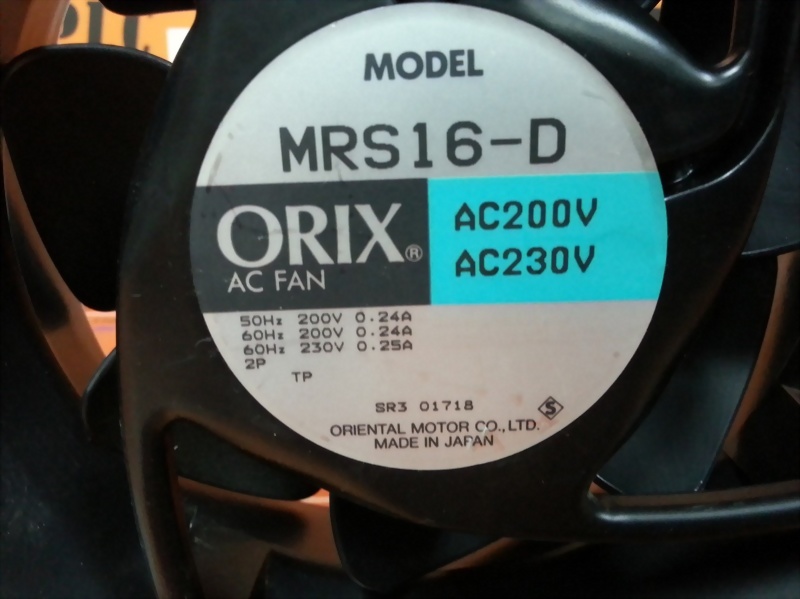 MODEL
MRS16-D
ORIX®
AC FAN
AC200V
AC230V
50Hz 200V 0.24A
60Hz 200V 0.24A
60Hz 230V 0.25A
2P
TP
SR3 01718
S
ORIENTAL MOTOR CO.,LTD.
MADE IN JAPAN